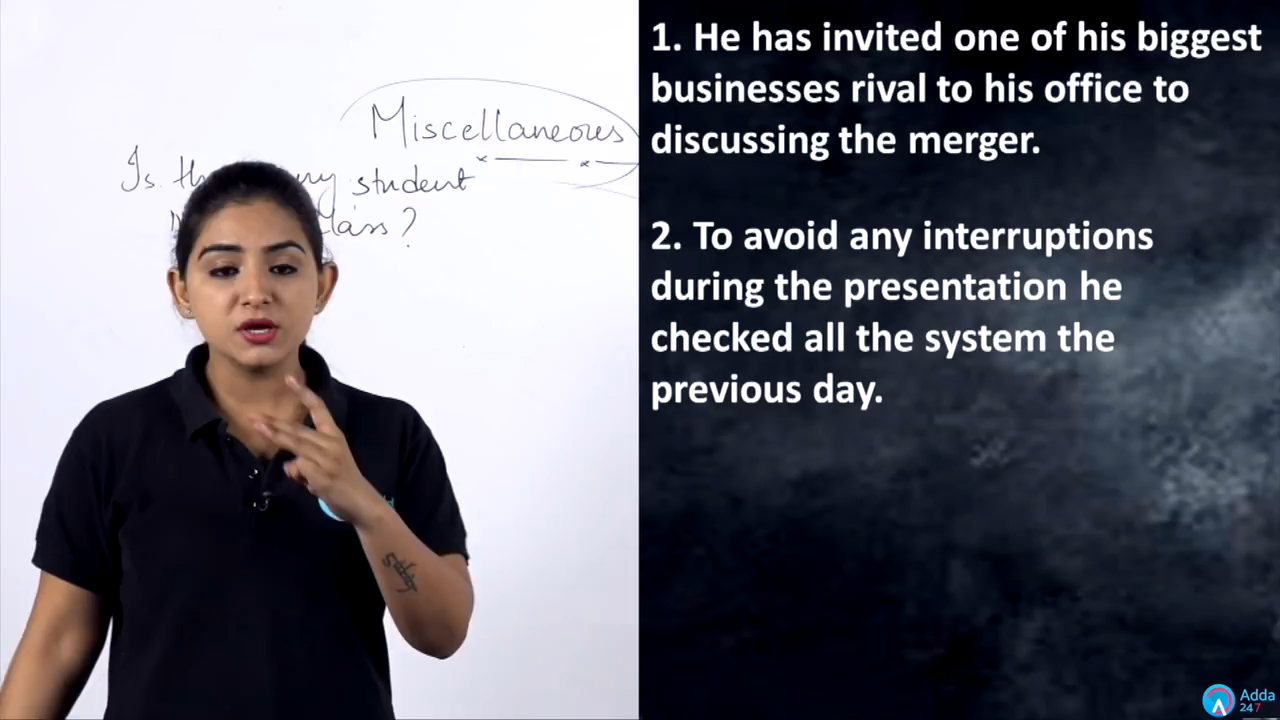 Miscellaneous
Is student
class?
1. He has invited one of his biggest
businesses rival to his office to
discussing the merger.
2. To avoid any interruptions
during the presentation he
checked all the system the
previous day.
Adda
247